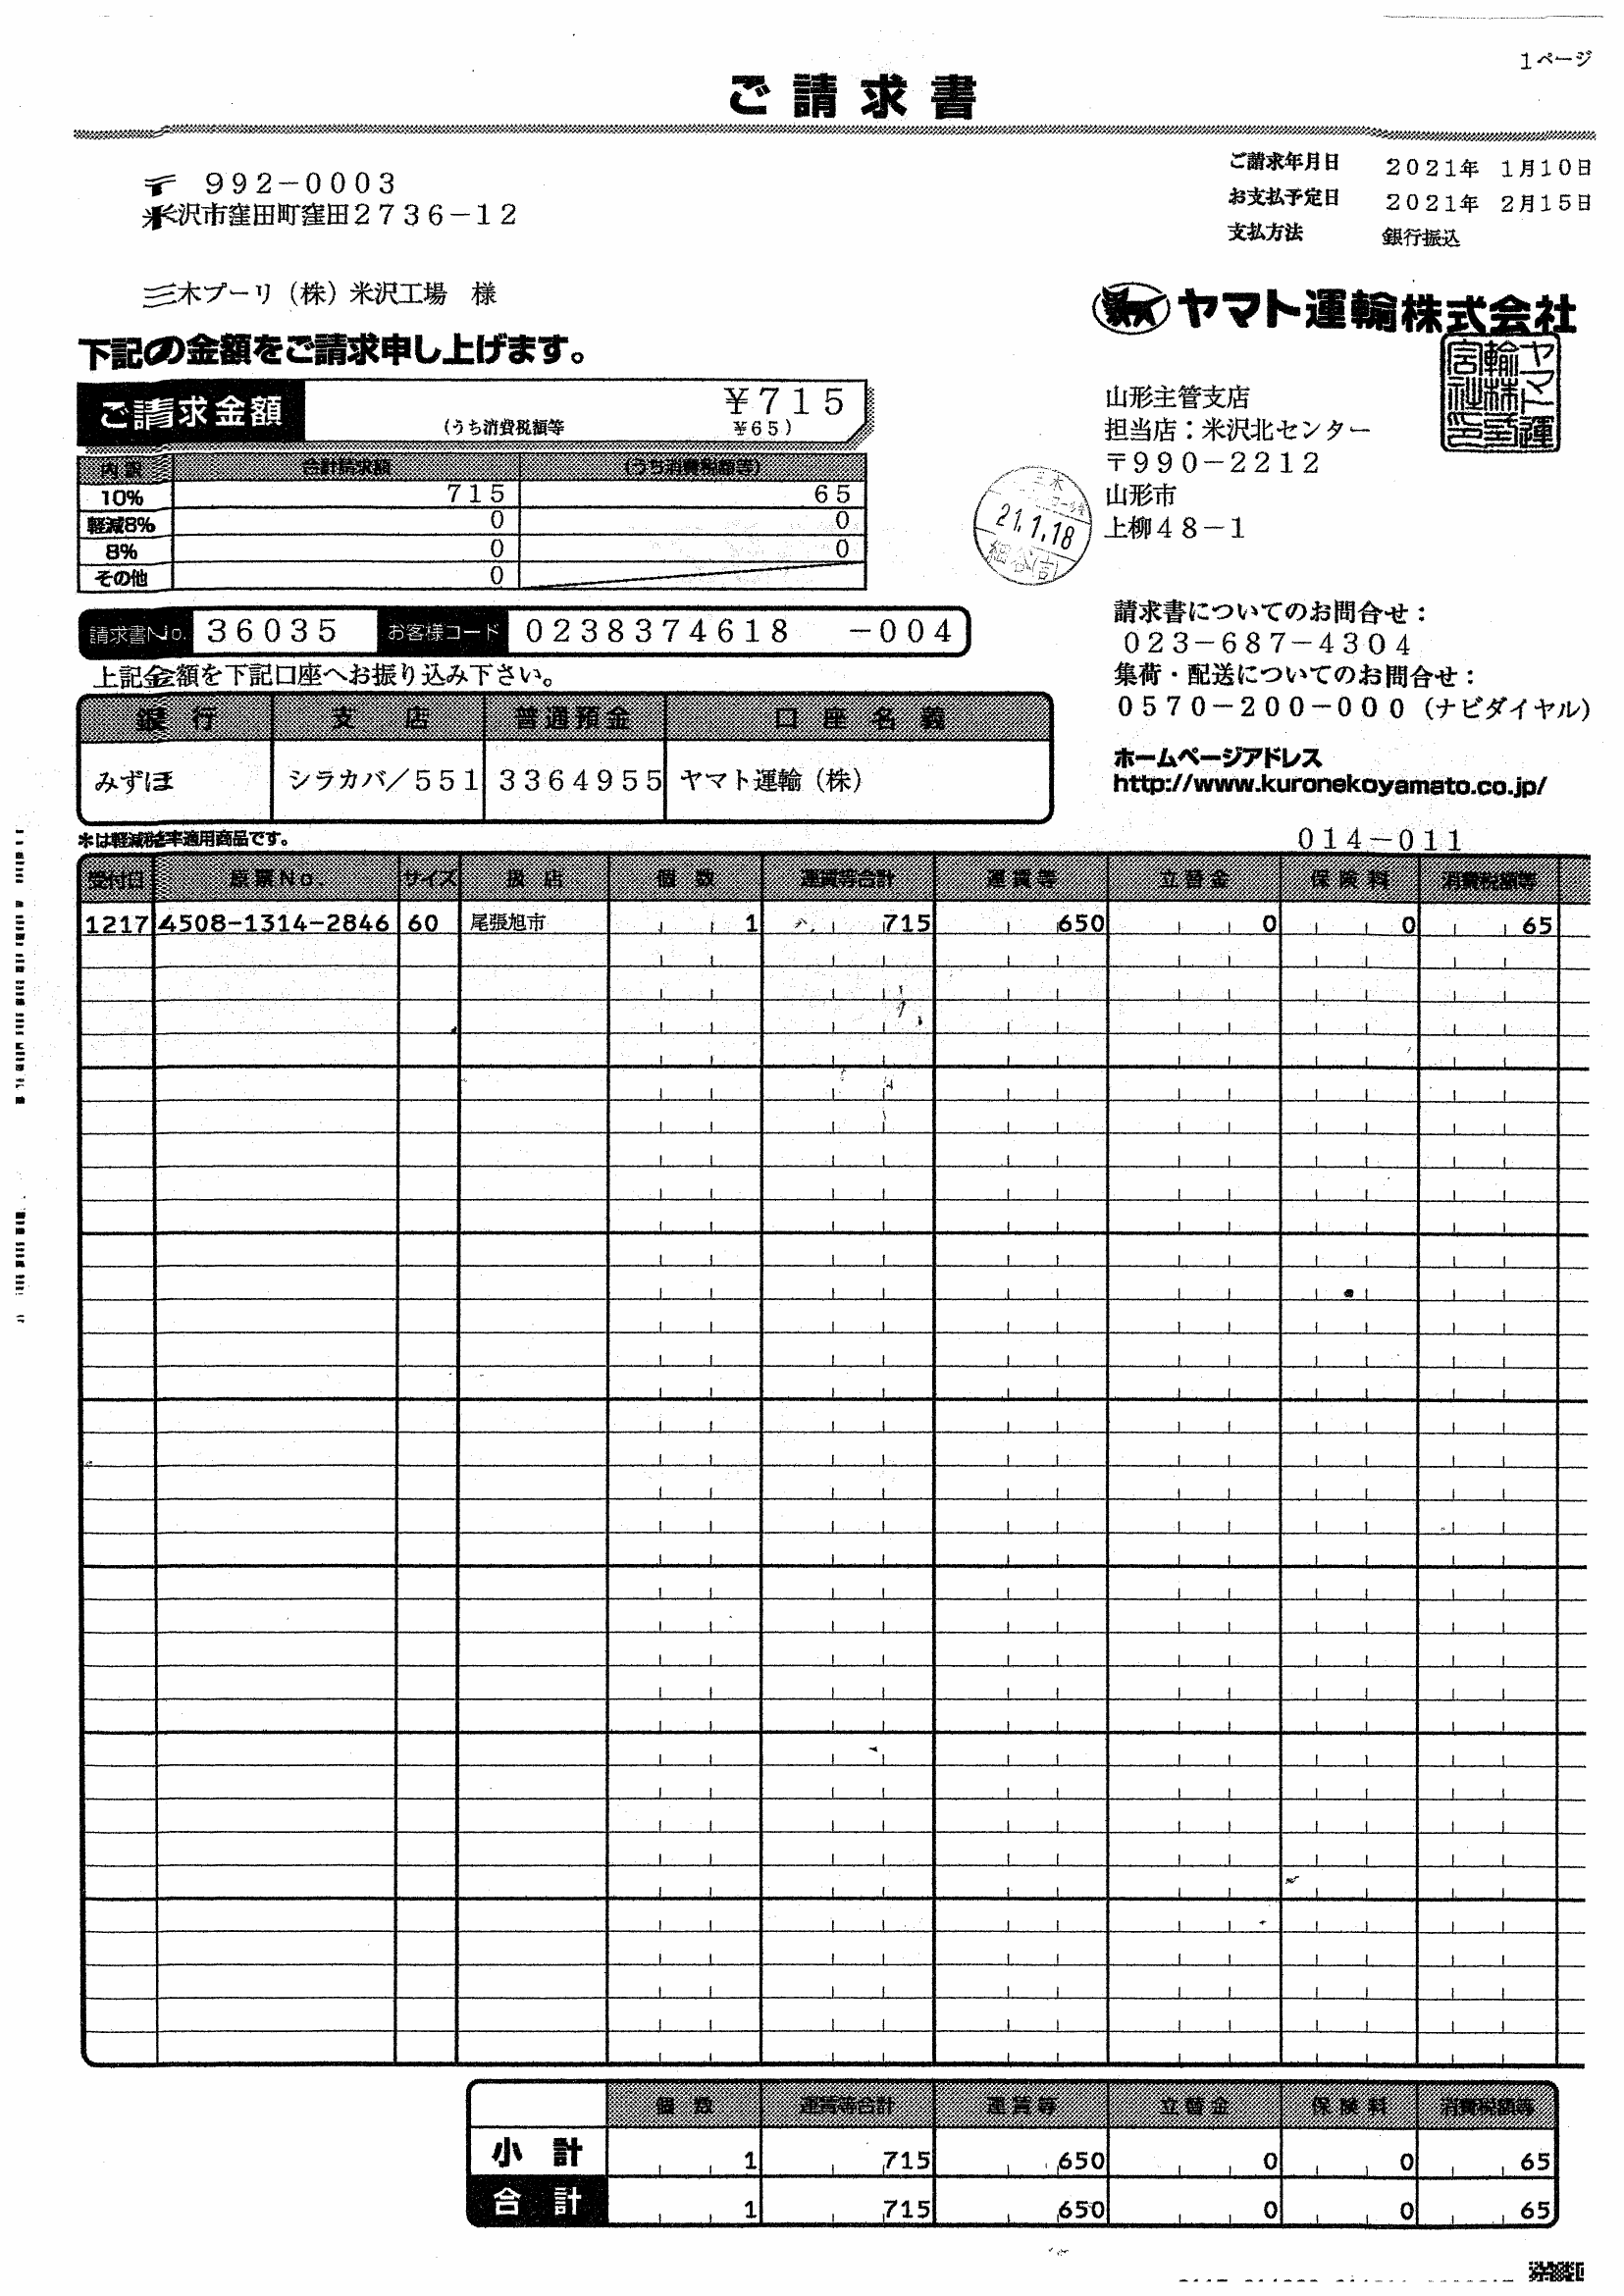 1ページ
ご請求書
ご請求年月日 2021年 1月10日
お支払予定日 2021年 2月15日
支払方法 銀行振込
〒 992-0003
米沢市窪田町窪田2736-12
三木プーリ（株）米沢工場 様
下記の金額をご請求申し上げます。
ヤマト運輸株式会社
ご請求金額 ¥715
(うち消費税額等 ¥65)
内訳 合計請求額 (うち消費税額等)
10% 715 65
軽減8% 0 0
8% 0 0
その他 0
山形主管支店
担当店：米沢北センター
〒990-2212
山形市
上柳48-1
三木
21.1.18
細谷(吉)
請求書No. 36035 お客様コード 0238374618 -004
上記金額を下記口座へお振り込み下さい。
銀行 支店 普通預金 口座名義
みずほ シラカバ／551 3364955 ヤマト運輸（株）
請求書についてのお問合せ：
023-687-4304
集荷・配送についてのお問合せ：
0570-200-000（ナビダイヤル）
ホームページアドレス
http://www.kuronekoyamato.co.jp/
*は軽減税率適用商品です。
014-011
受付日 原票No. サイズ 扱店 個数 運賃等合計 運賃等 立替金 保険料 消費税額等
1217 4508-1314-2846 60 尾張旭市 1 715 650 0 0 65
個数 運賃等合計 運賃等 立替金 保険料 消費税額等
小計 1 715 650 0 0 65
合計 1 715 650 0 0 65